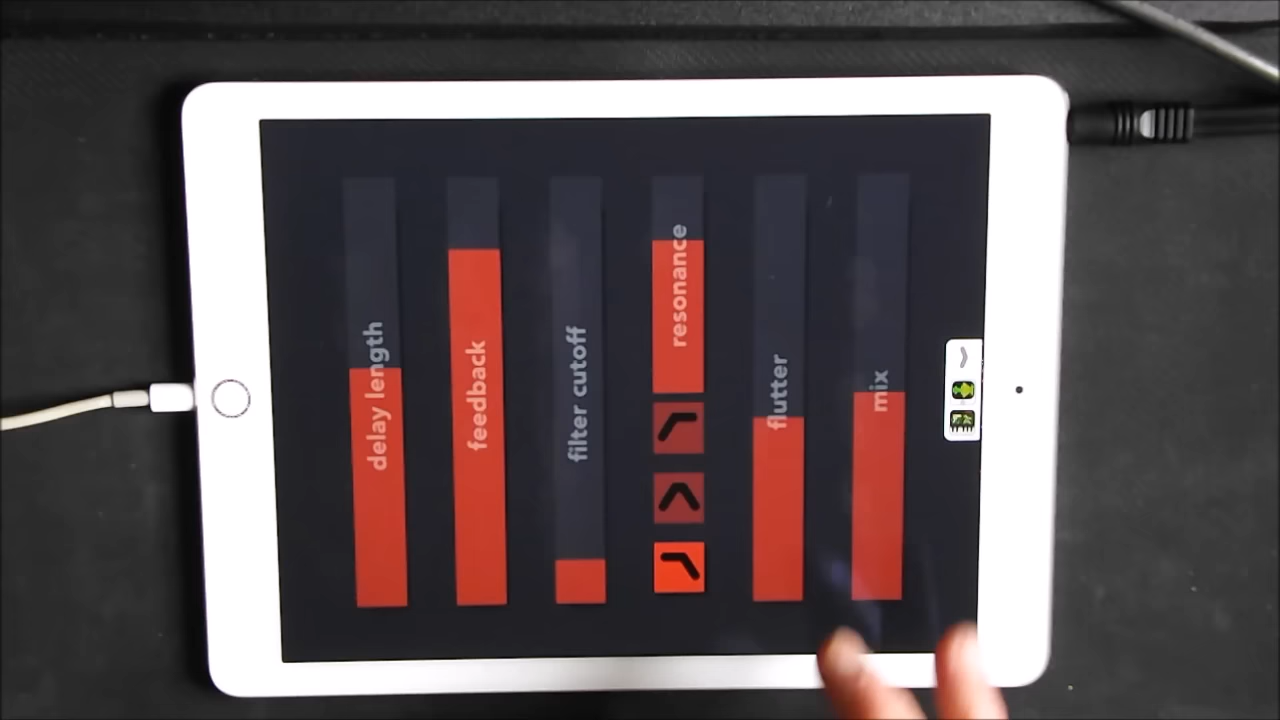 delay length
feedback
filter cutoff
resonance
flutter
mix